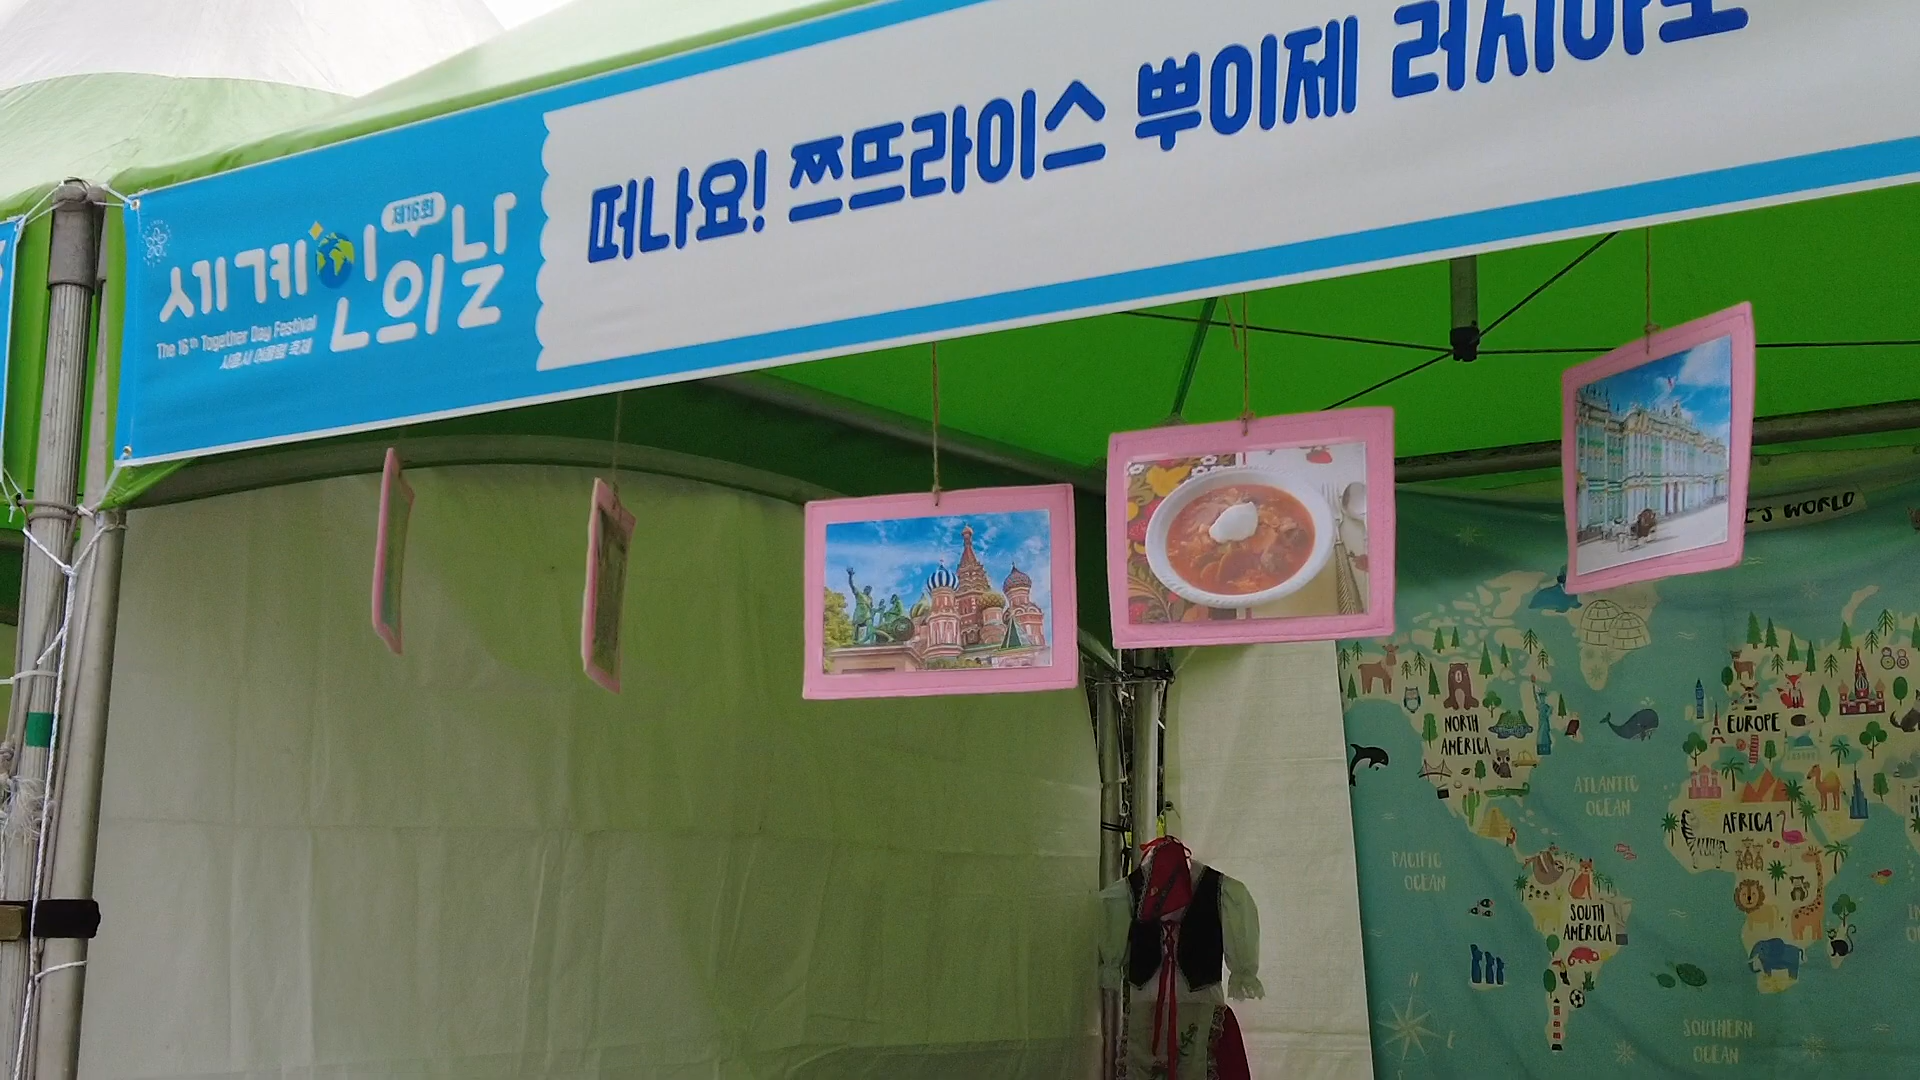 제16회
세계인의날
The 16th Together Day Festival
시흥시 어울림 축제
떠나요! 쯔뜨라이스 뿌이제 러시아로
'S WORLD
NORTH AMERICA
EUROPE
ATLANTIC OCEAN
AFRICA
PACIFIC OCEAN
SOUTH AMERICA
N
E
SOUTHERN OCEAN